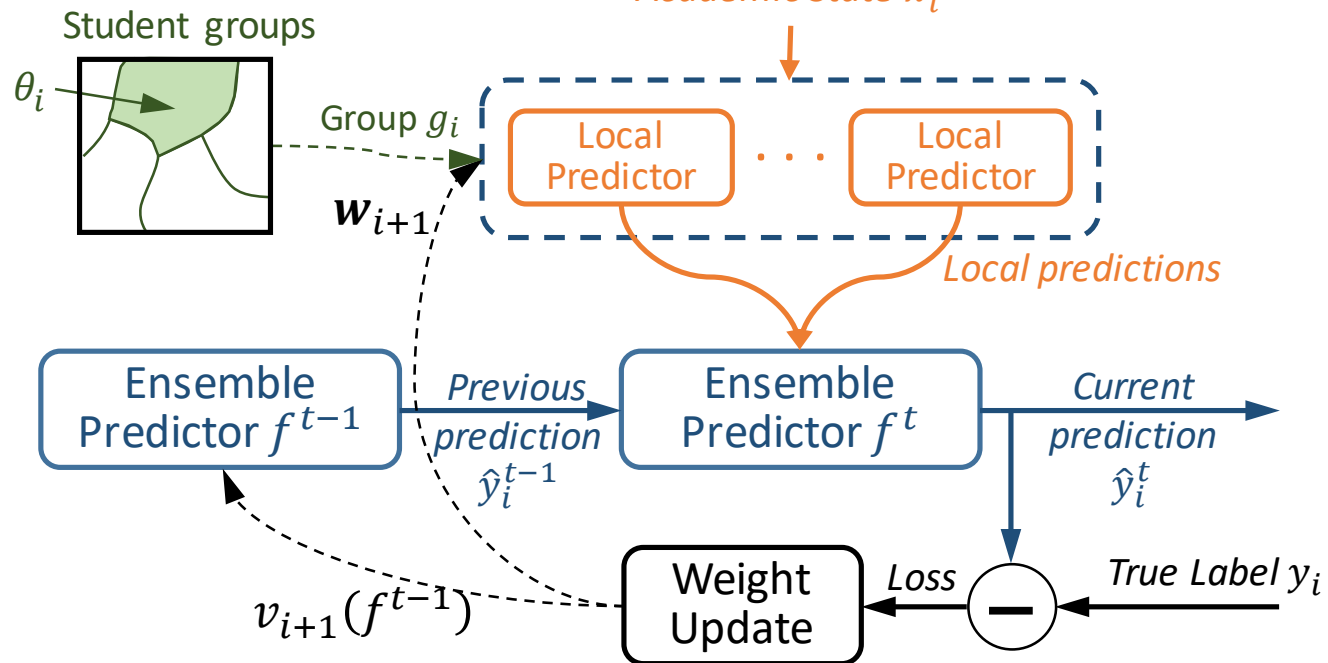 Student groups
θ_i
Group g_i
Local
Predictor
. . .
Local
Predictor
w_{i+1}
Local predictions
Ensemble
Predictor f^{t-1}
Previous
prediction
ŷ_i^{t-1}
Ensemble
Predictor f^t
Current
prediction
ŷ_i^t
v_{i+1}(f^{t-1})
Weight
Update
Loss
−
True Label y_i